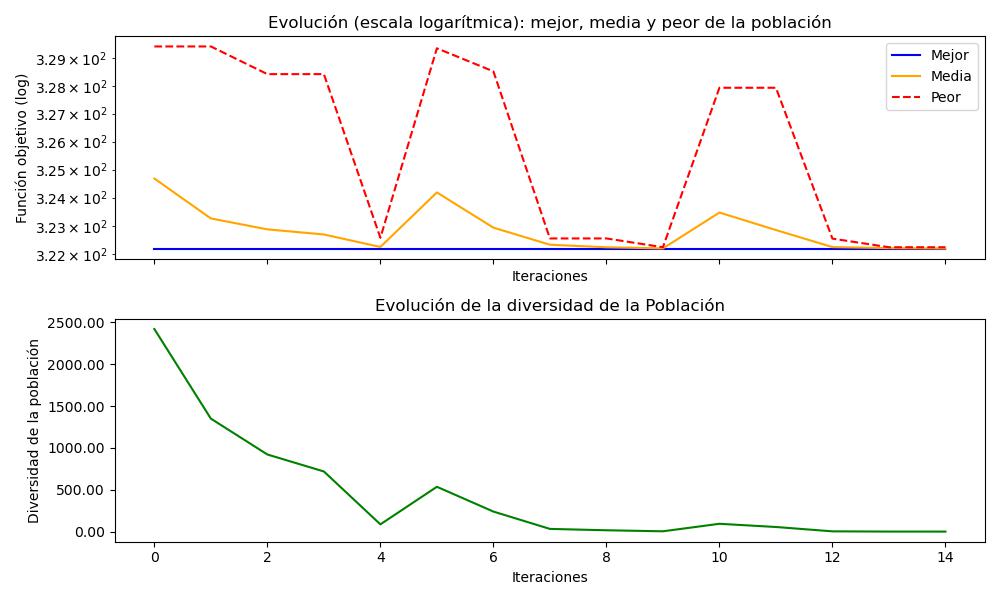 Evolución (escala logarítmica): mejor, media y peor de la población
Función objetivo (log)
3.29 × 10²
3.28 × 10²
3.27 × 10²
3.26 × 10²
3.25 × 10²
3.24 × 10²
3.23 × 10²
3.22 × 10²
Mejor
Media
Peor
Iteraciones
Evolución de la diversidad de la Población
Diversidad de la población
2500.00
2000.00
1500.00
1000.00
500.00
0.00
0 2 4 6 8 10 12 14
Iteraciones